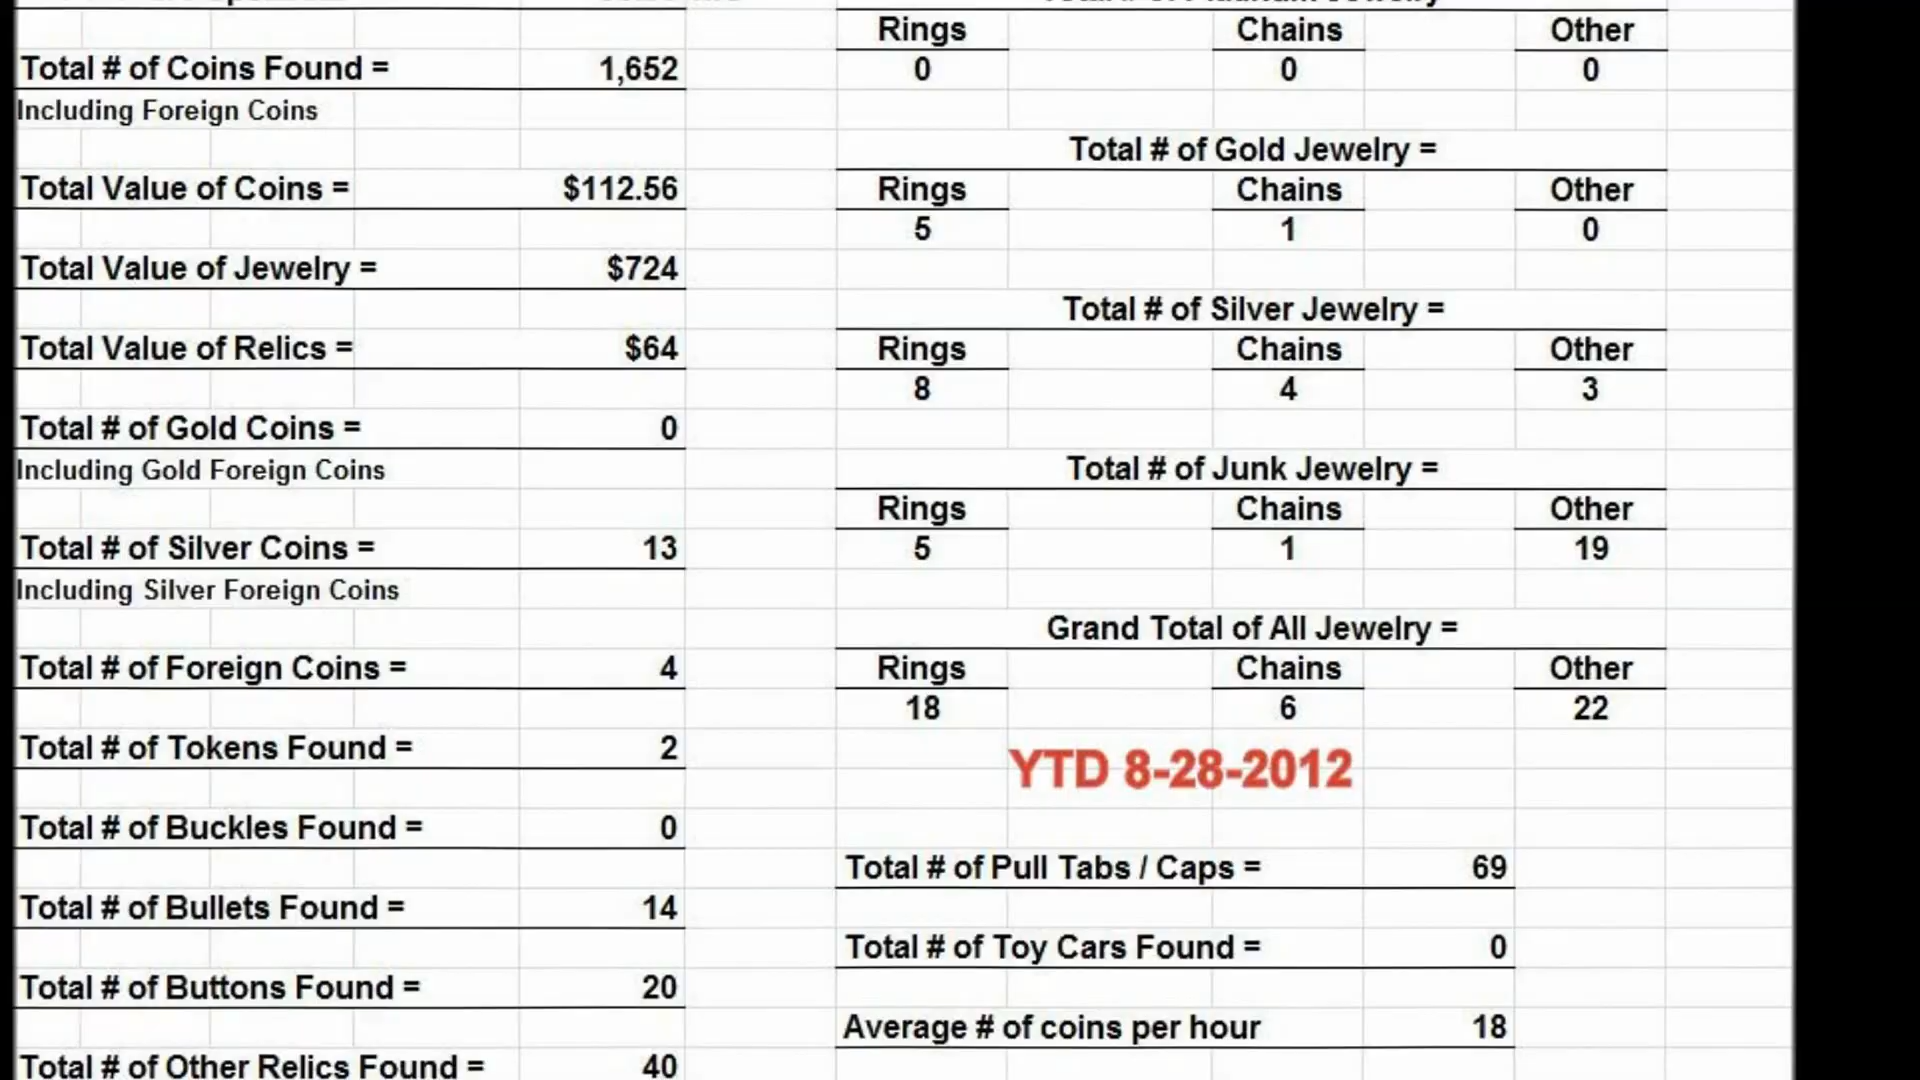 Total # of Coins Found = 1,652
Including Foreign Coins
Total Value of Coins = $112.56
Total Value of Jewelry = $724
Total Value of Relics = $64
Total # of Gold Coins = 0
Including Gold Foreign Coins
Total # of Silver Coins = 13
Including Silver Foreign Coins
Total # of Foreign Coins = 4
Total # of Tokens Found = 2
Total # of Buckles Found = 0
Total # of Bullets Found = 14
Total # of Buttons Found = 20
Total # of Other Relics Found = 40
Rings Chains Other
0 0 0
Total # of Gold Jewelry =
Rings Chains Other
5 1 0
Total # of Silver Jewelry =
Rings Chains Other
8 4 3
Total # of Junk Jewelry =
Rings Chains Other
5 1 19
Grand Total of All Jewelry =
Rings Chains Other
18 6 22
YTD 8-28-2012
Total # of Pull Tabs / Caps = 69
Total # of Toy Cars Found = 0
Average # of coins per hour 18